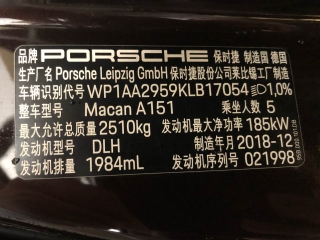 品牌 PORSCHE 保时捷 制造国 德国
生产厂名 Porsche Leipzig GmbH 保时捷股份公司莱比锡工厂制造
车辆识别代号 WP1AA2959KLB17054 1,0%
整车型号 Macan A151 乘坐人数 5
最大允许总质量 2510kg 发动机最大净功率 185kW
发动机型号 DLH 制造年月 2018-12
发动机排量 1984mL 发动机序列号 021998